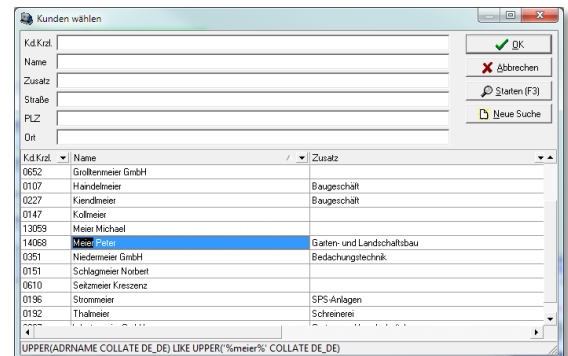 Kunden wählen
Kd.Krzl.
OK
Name
Abbrechen
Zusatz
Starten (F3)
Straße
Neue Suche
PLZ
Ort
Kd.Krzl. Name Zusatz
0652 Grolltenmeier GmbH
0107 Haindelmeier Baugeschäft
0227 Kiendlmeier Baugeschäft
0147 Kollmeier
13059 Meier Michael
14068 Meier Peter Garten- und Landschaftsbau
0351 Niedermeier GmbH Bedachungstechnik
0151 Schlagmeier Norbert
0610 Seitzmeier Kreszenz
0196 Strommeier SPS-Anlagen
0192 Thalmeier Schreinerei
UPPER(ADRNAME COLLATE DE_DE) LIKE UPPER('%meier%' COLLATE DE_DE)